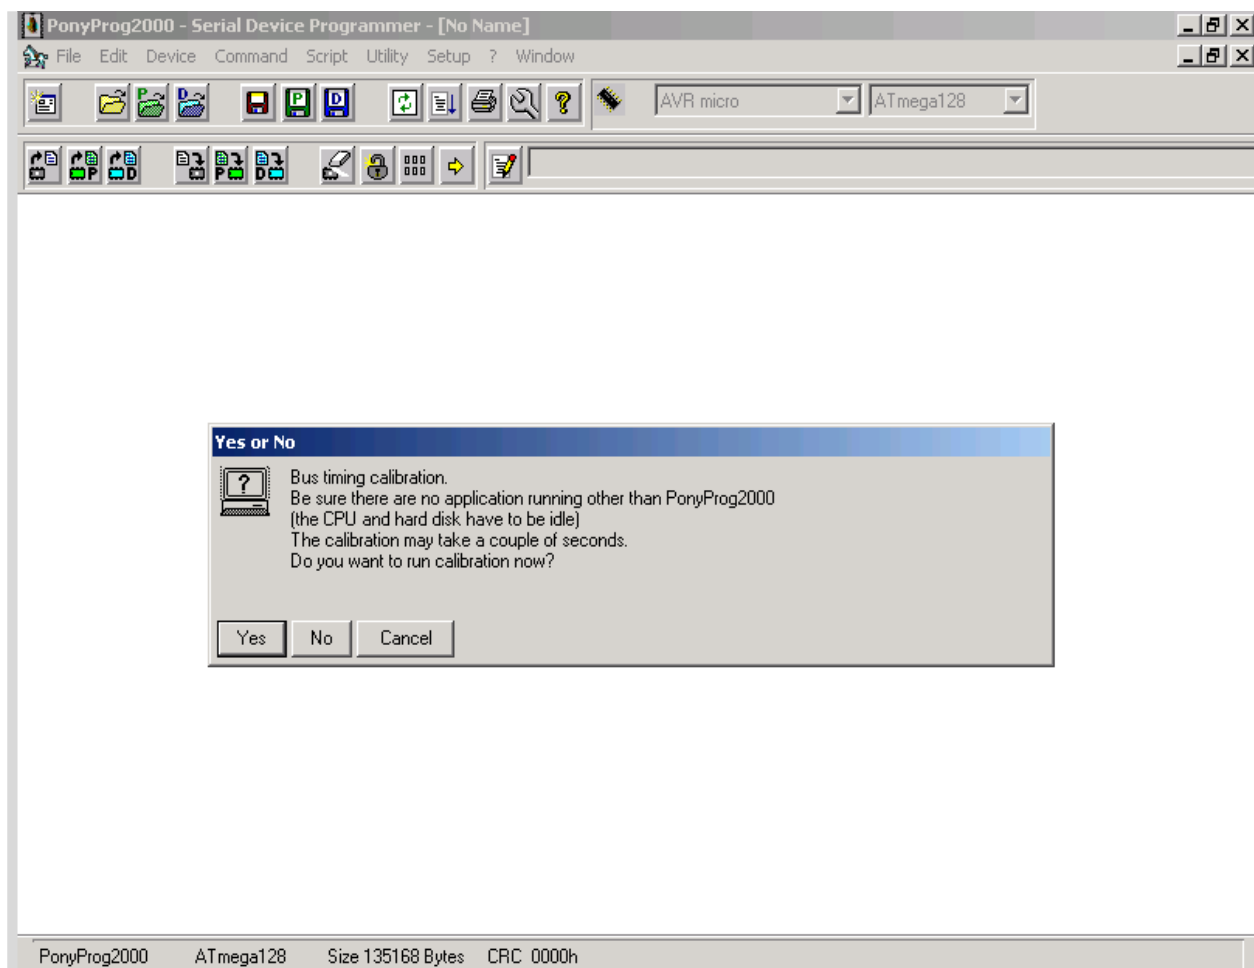 PonyProg2000 - Serial Device Programmer - [No Name]
File Edit Device Command Script Utility Setup ? Window
AVR micro ATmega128
Yes or No
Bus timing calibration.
Be sure there are no application running other than PonyProg2000
(the CPU and hard disk have to be idle)
The calibration may take a couple of seconds.
Do you want to run calibration now?
Yes No Cancel
PonyProg2000 ATmega128 Size 135168 Bytes CRC 0000h